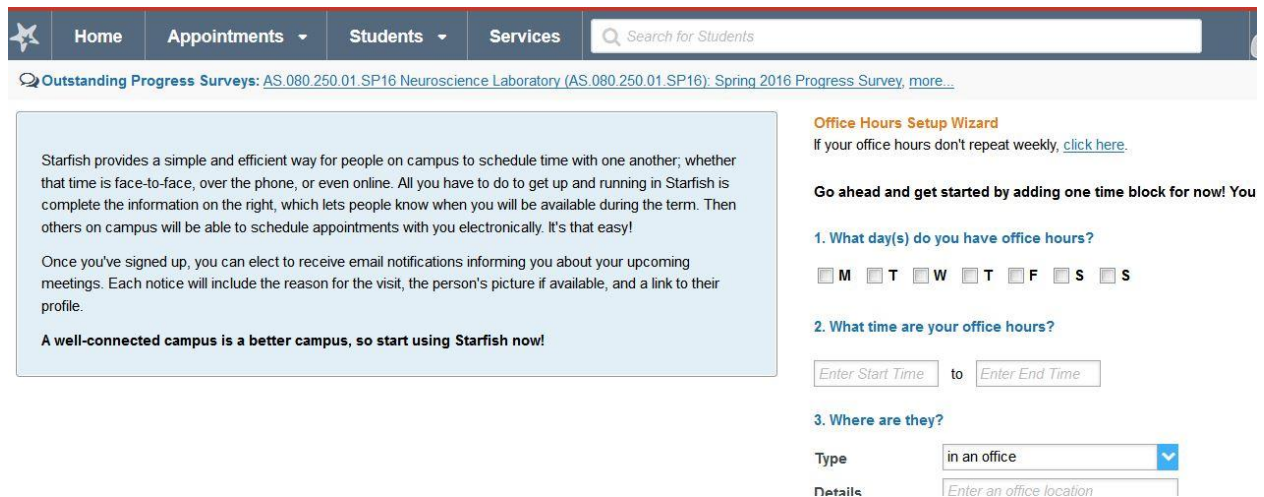 Home Appointments Students Services Search for Students
Outstanding Progress Surveys: AS.080.250.01.SP16 Neuroscience Laboratory (AS.080.250.01.SP16): Spring 2016 Progress Survey, more...
Starfish provides a simple and efficient way for people on campus to schedule time with one another; whether
that time is face-to-face, over the phone, or even online. All you have to do to get up and running in Starfish is
complete the information on the right, which lets people know when you will be available during the term. Then
others on campus will be able to schedule appointments with you electronically. It's that easy!
Once you've signed up, you can elect to receive email notifications informing you about your upcoming
meetings. Each notice will include the reason for the visit, the person's picture if available, and a link to their
profile.
A well-connected campus is a better campus, so start using Starfish now!
Office Hours Setup Wizard
If your office hours don't repeat weekly, click here.
Go ahead and get started by adding one time block for now! You
1. What day(s) do you have office hours?
M T W T F S S
2. What time are your office hours?
Enter Start Time to Enter End Time
3. Where are they?
Type in an office
Details Enter an office location